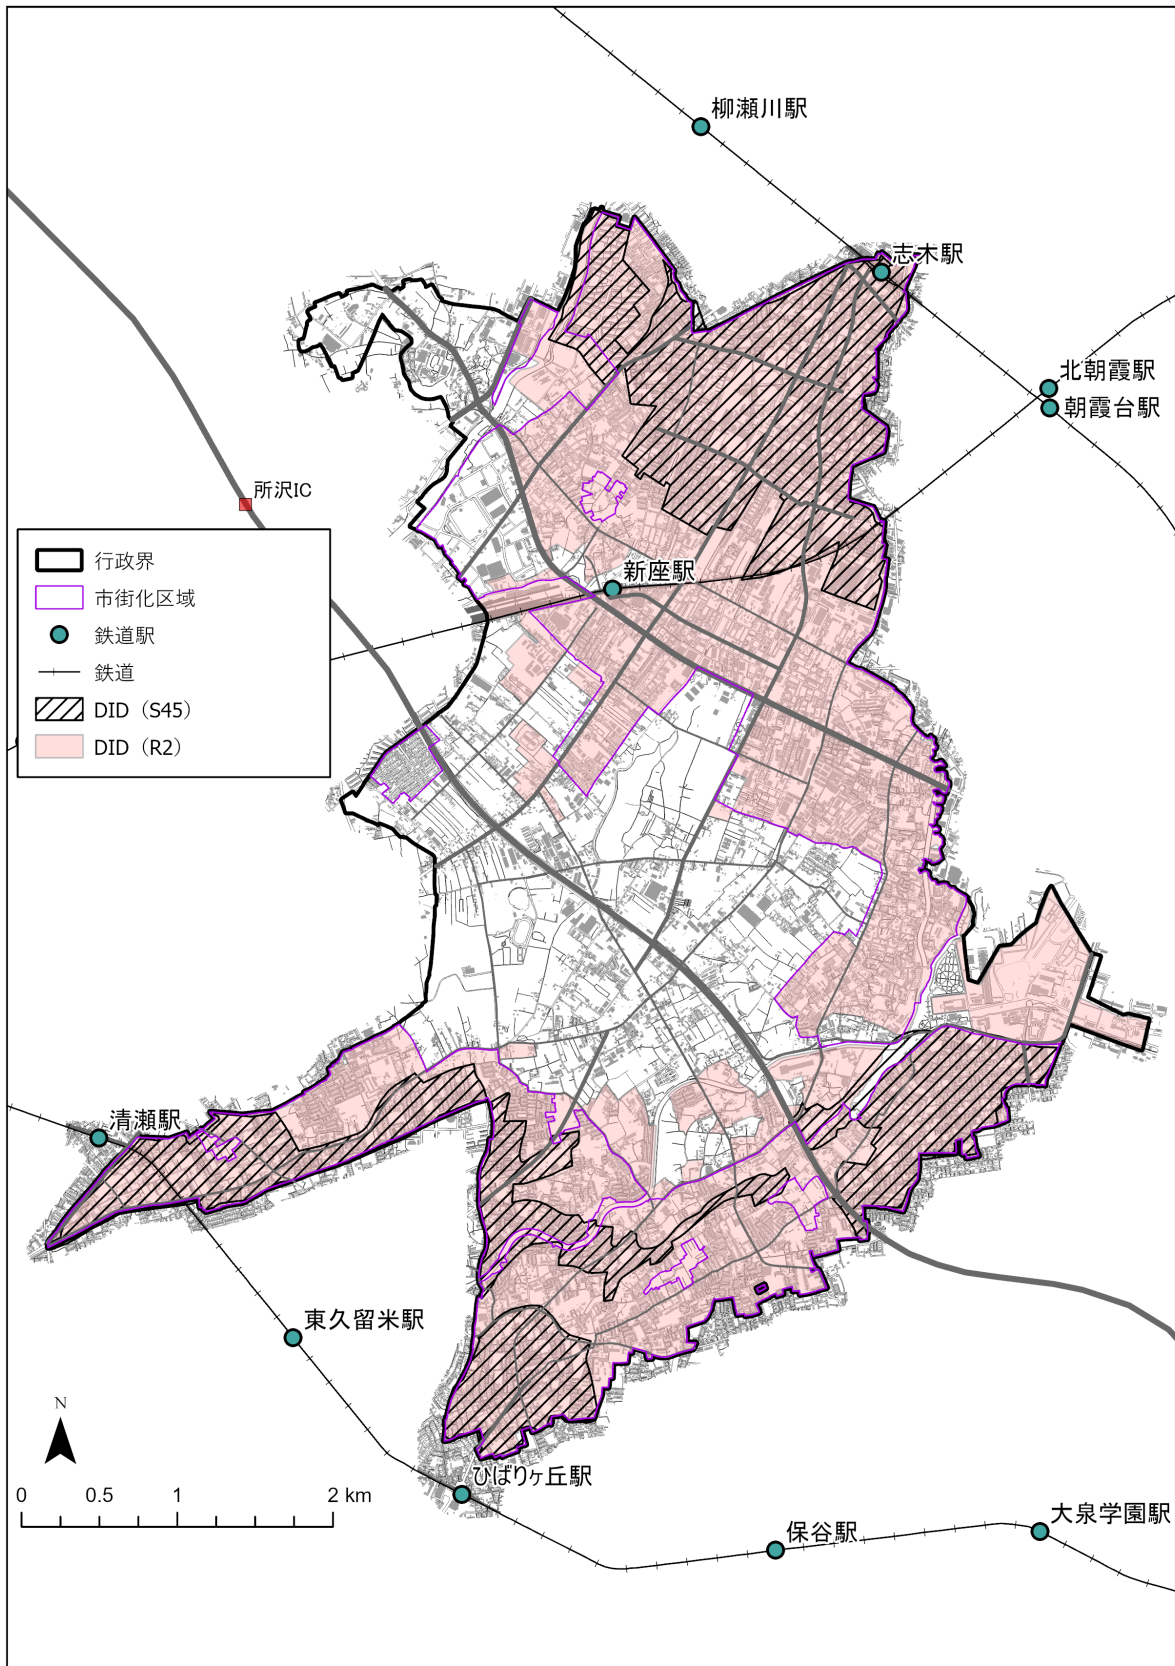 柳瀬川駅
志木駅
北朝霞駅
朝霞台駅
所沢IC
新座駅
行政界
市街化区域
鉄道駅
鉄道
DID（S45）
DID（R2）
清瀬駅
東久留米駅
ひばりヶ丘駅
保谷駅
大泉学園駅
N
0 0.5 1 2 km